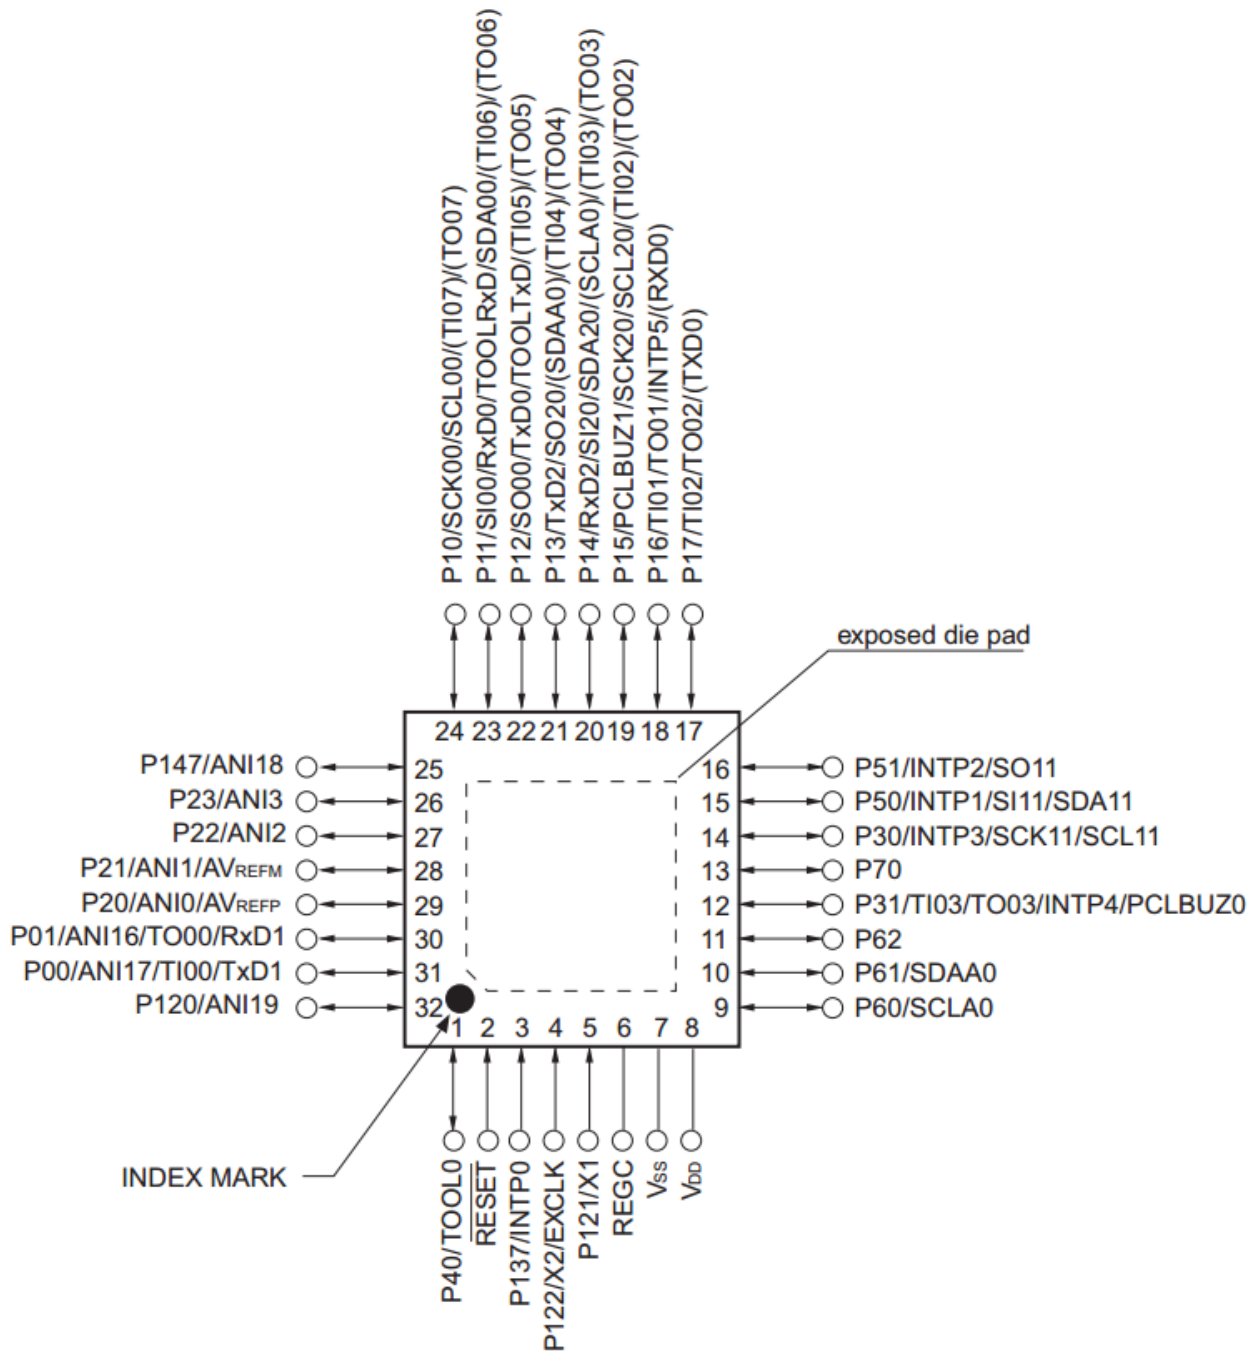 P10/SCK00/SCL00/(TI07)/(TO07)
P11/SI00/RxD0/TOOLRxD/SDA00/(TI06)/(TO06)
P12/SO00/TxD0/TOOLTxD/(TI05)/(TO05)
P13/TxD2/SO20/(SDAA0)/(TI04)/(TO04)
P14/RxD2/SI20/SDA20/(SCLA0)/(TI03)/(TO03)
P15/PCLBUZ1/SCK20/SCL20/(TI02)/(TO02)
P16/TI01/TO01/INTP5/(RXD0)
P17/TI02/TO02/(TXD0)
exposed die pad
24 23 22 21 20 19 18 17
P147/ANI18 25
P23/ANI3 26
P22/ANI2 27
P21/ANI1/AVREFM 28
P20/ANI0/AVREFP 29
P01/ANI16/TO00/RxD1 30
P00/ANI17/TI00/TxD1 31
P120/ANI19 32
16 P51/INTP2/SO11
15 P50/INTP1/SI11/SDA11
14 P30/INTP3/SCK11/SCL11
13 P70
12 P31/TI03/TO03/INTP4/PCLBUZ0
11 P62
10 P61/SDAA0
9 P60/SCLA0
1 2 3 4 5 6 7 8
INDEX MARK
P40/TOOL0
RESET
P137/INTP0
P122/X2/EXCLK
P121/X1
REGC
VSS
VDD